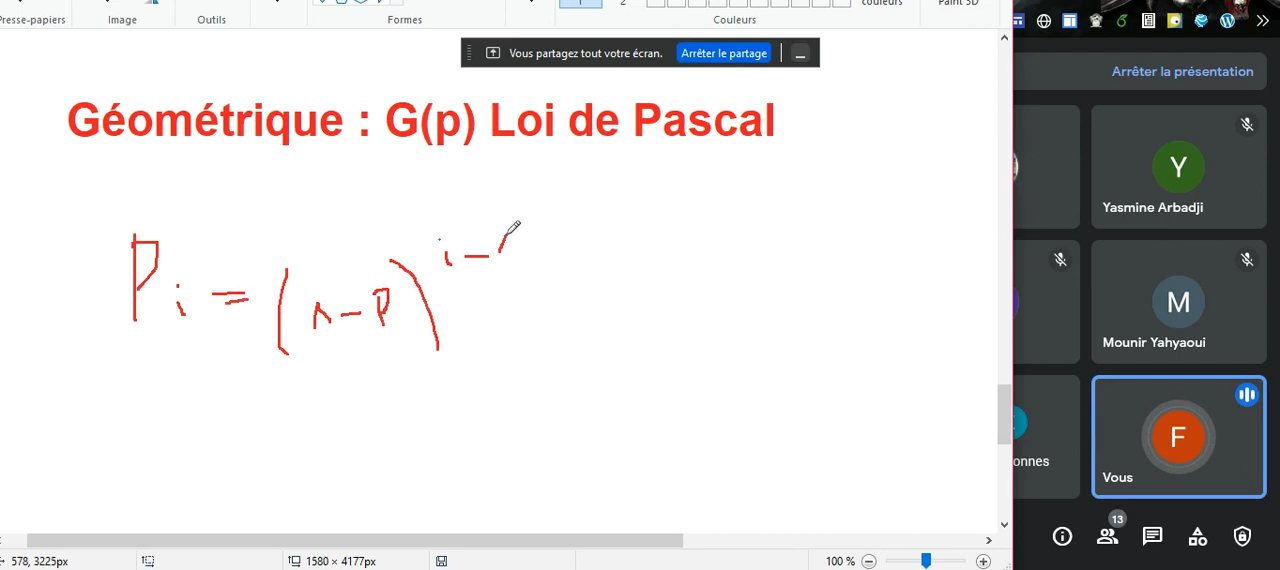 Presse-papiers Image Outils Formes 1 2 couleurs Couleurs Paint 3D
Vous partagez tout votre écran. Arrêter le partage
Arrêter la présentation
Géométrique : G(p) Loi de Pascal
Pi = (1-P)^i-
Y
Yasmine Arbadji
M
Mounir Yahyaoui
F
onnes
Vous
13
578, 3225px
1580 × 4177px
100 %